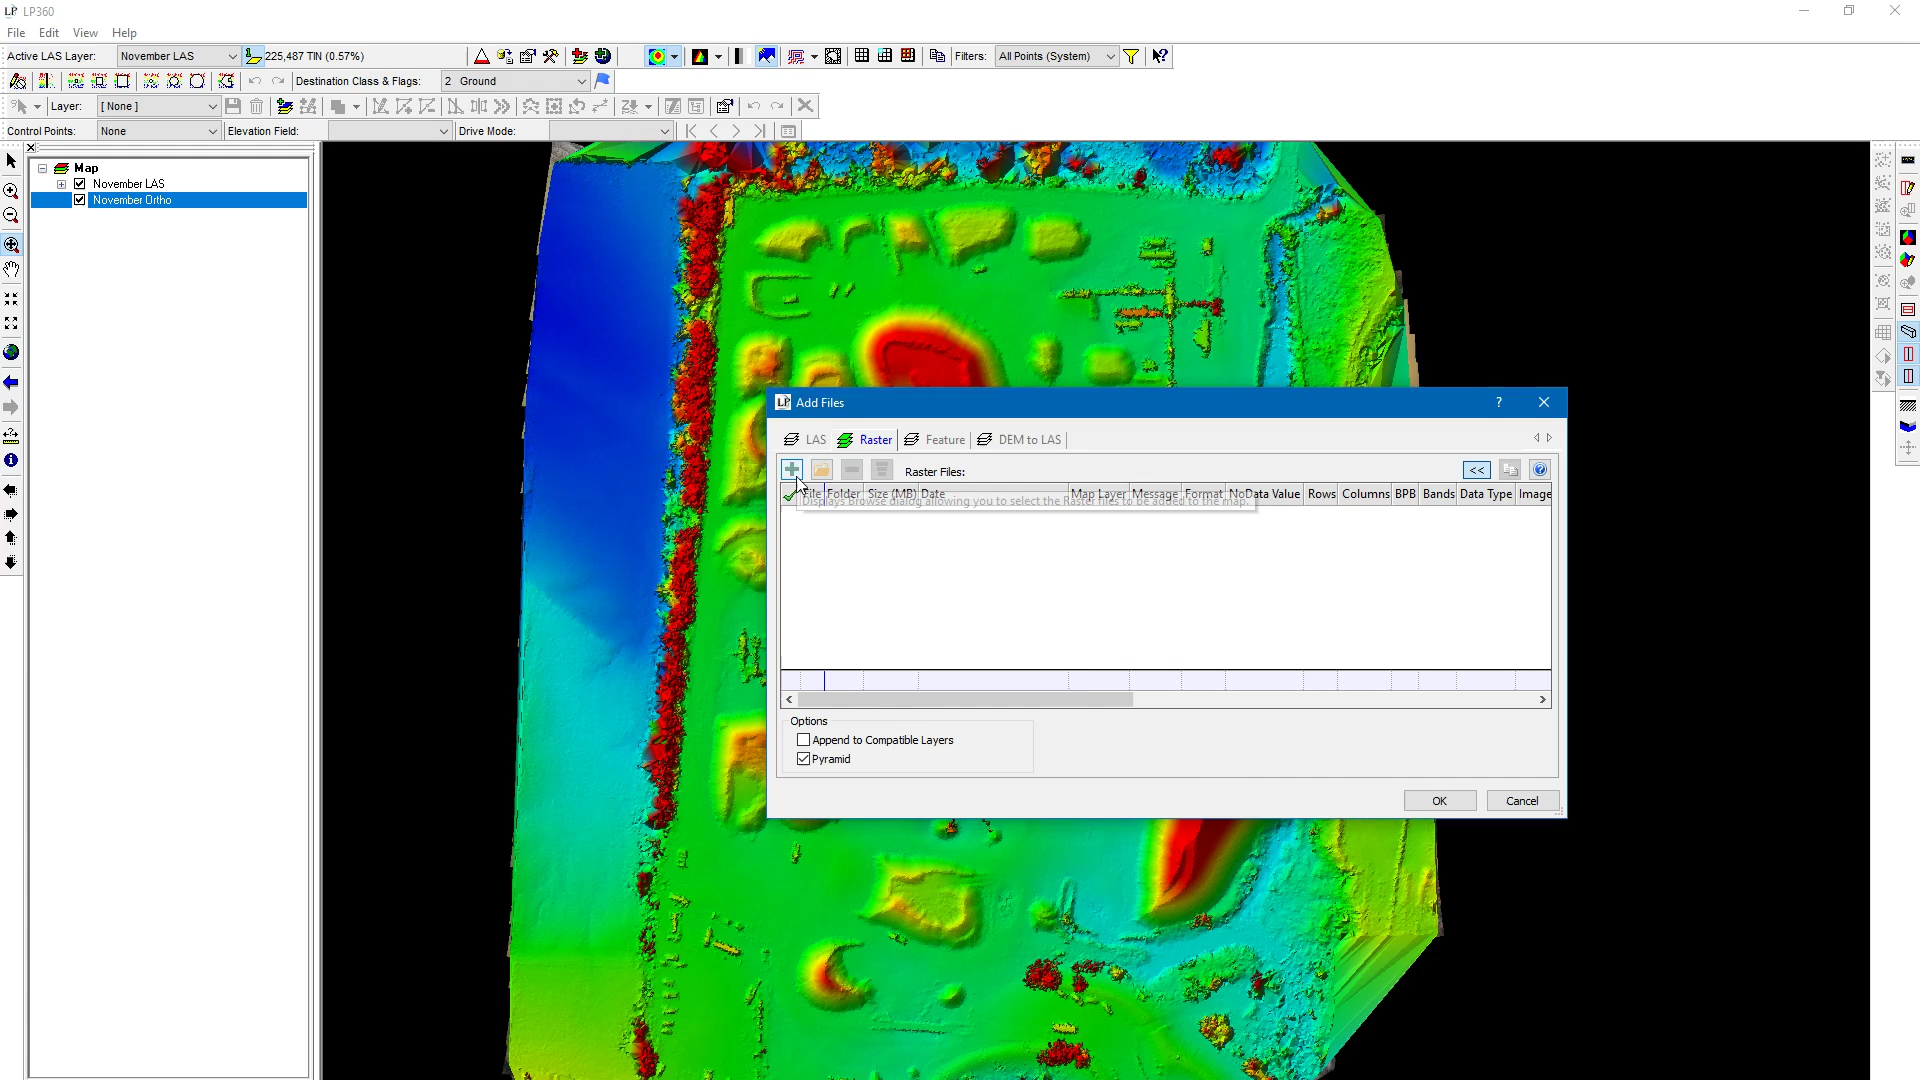 LP LP360
File Edit View Help
Active LAS Layer: November LAS 225,487 TIN (0.57%) Filters: All Points (System)
Destination Class & Flags: 2 Ground
Layer: [ None ]
Control Points: None Elevation Field: Drive Mode:
Map
November LAS
November Ortho
LP Add Files
LAS Raster Feature DEM to LAS
Raster Files: <<
File Folder Size (MB) Date Map Layer Message Format NoData Value Rows Columns BPB Bands Data Type Image
Displays Browse dialog allowing you to select the Raster files to be added to the map.
Options
Append to Compatible Layers
Pyramid
OK Cancel